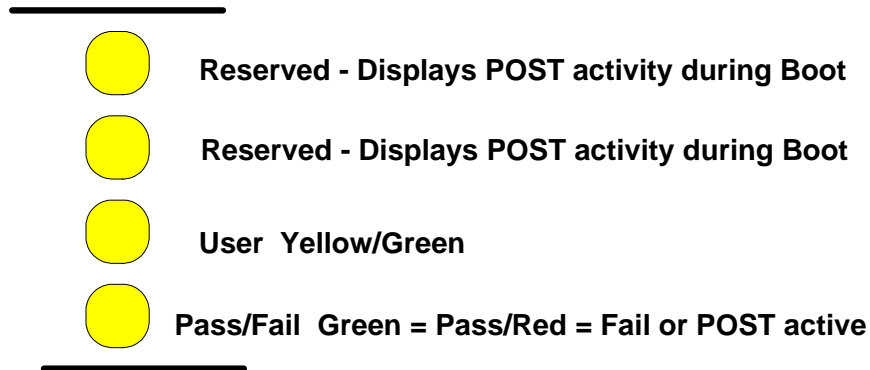 Reserved - Displays POST activity during Boot
Reserved - Displays POST activity during Boot
User Yellow/Green
Pass/Fail Green = Pass/Red = Fail or POST active